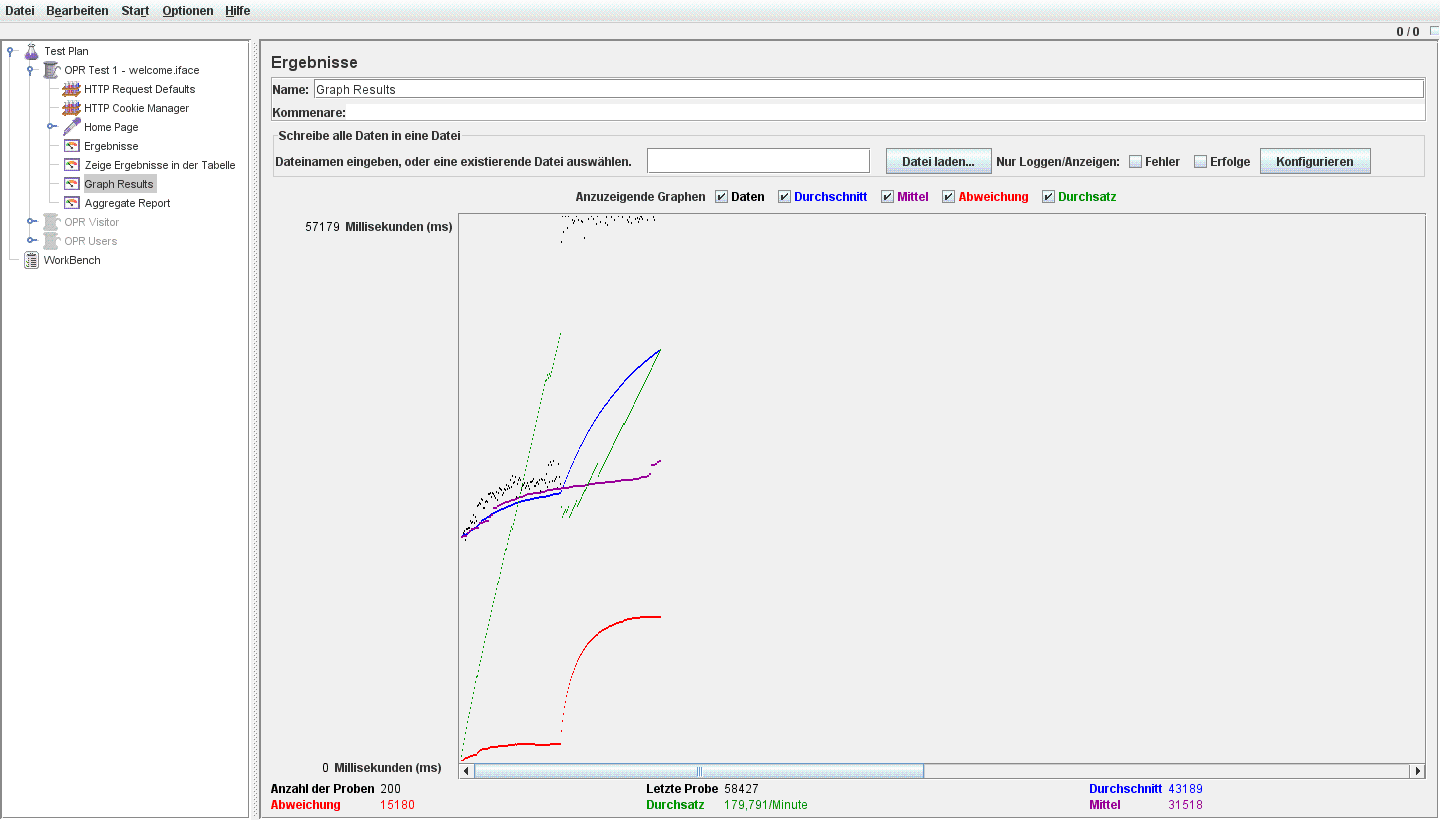 Datei Bearbeiten Start Optionen Hilfe
0 / 0
Test Plan
OPR Test 1 - welcome.iface
HTTP Request Defaults
HTTP Cookie Manager
Home Page
Ergebnisse
Zeige Ergebnisse in der Tabelle
Graph Results
Aggregate Report
OPR Visitor
OPR Users
WorkBench
Ergebnisse
Name: Graph Results
Kommenare:
Schreibe alle Daten in eine Datei
Dateinamen eingeben, oder eine existierende Datei auswählen. Datei laden... Nur Loggen/Anzeigen: Fehler Erfolge Konfigurieren
Anzuzeigende Graphen Daten Durchschnitt Mittel Abweichung Durchsatz
57179 Millisekunden (ms)
0 Millisekunden (ms)
Anzahl der Proben 200 Letzte Probe 58427 Durchschnitt 43189
Abweichung 15180 Durchsatz 179,791/Minute Mittel 31518